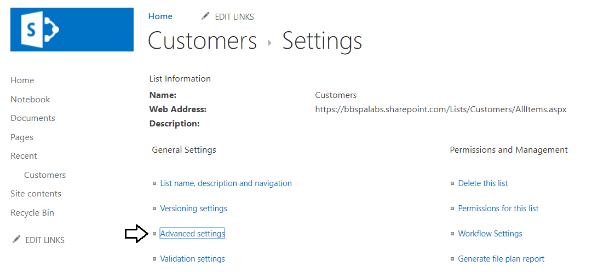 Home EDIT LINKS
Customers Settings
Home
Notebook
Documents
Pages
Recent
Customers
Site contents
Recycle Bin
EDIT LINKS
List Information
Name: Customers
Web Address: https://bbspalabs.sharepoint.com/Lists/Customers/AllItems.aspx
Description:
General Settings
List name, description and navigation
Versioning settings
Advanced settings
Validation settings
Permissions and Management
Delete this list
Permissions for this list
Workflow Settings
Generate file plan report